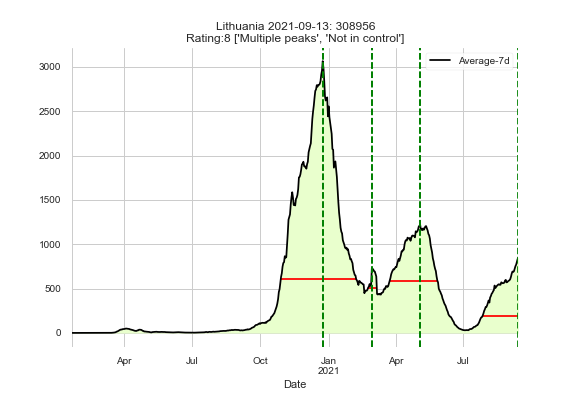 Lithuania 2021-09-13: 308956
Rating:8 ['Multiple peaks', 'Not in control']
Average-7d
3000
2500
2000
1500
1000
500
0
Apr
Jul
Oct
Jan
2021
Apr
Jul
Date